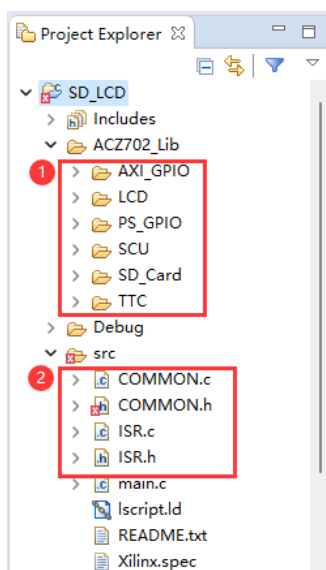 Project Explorer
SD_LCD
Includes
ACZ702_Lib
1
AXI_GPIO
LCD
PS_GPIO
SCU
SD_Card
TTC
Debug
src
2
COMMON.c
COMMON.h
ISR.c
ISR.h
main.c
lscript.ld
README.txt
Xilinx.spec